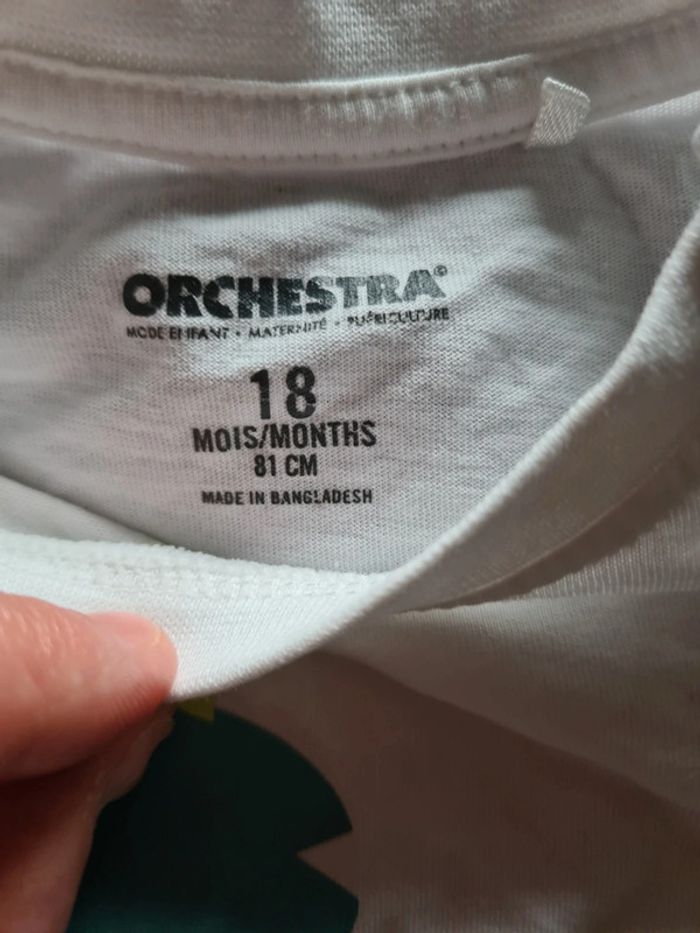 ORCHESTRA®
MODE ENFANT • MATERNITÉ • PUÉRICULTURE
18
MOIS/MONTHS
81 CM
MADE IN BANGLADESH